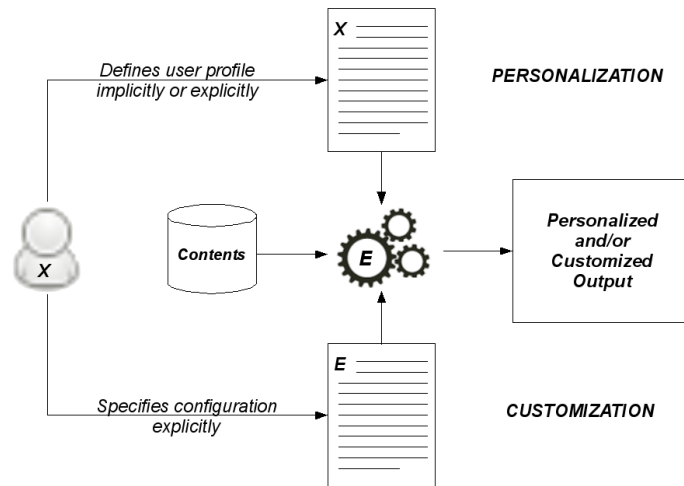 X
Defines user profile
implicitly or explicitly
PERSONALIZATION
X
Contents
E
Personalized
and/or
Customized
Output
E
Specifies configuration
explicitly
CUSTOMIZATION